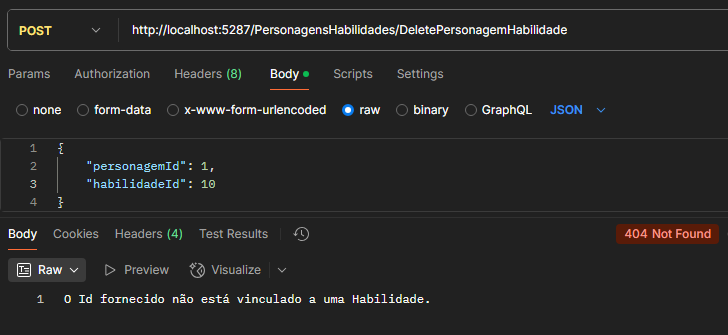 POST http://localhost:5287/PersonagensHabilidades/DeletePersonagemHabilidade
Params Authorization Headers (8) Body Scripts Settings
none form-data x-www-form-urlencoded raw binary GraphQL JSON
1 {
2 "personagemId": 1,
3 "habilidadeId": 10
4 }
Body Cookies Headers (4) Test Results 404 Not Found
Raw Preview Visualize
1 O Id fornecido não está vinculado a uma Habilidade.